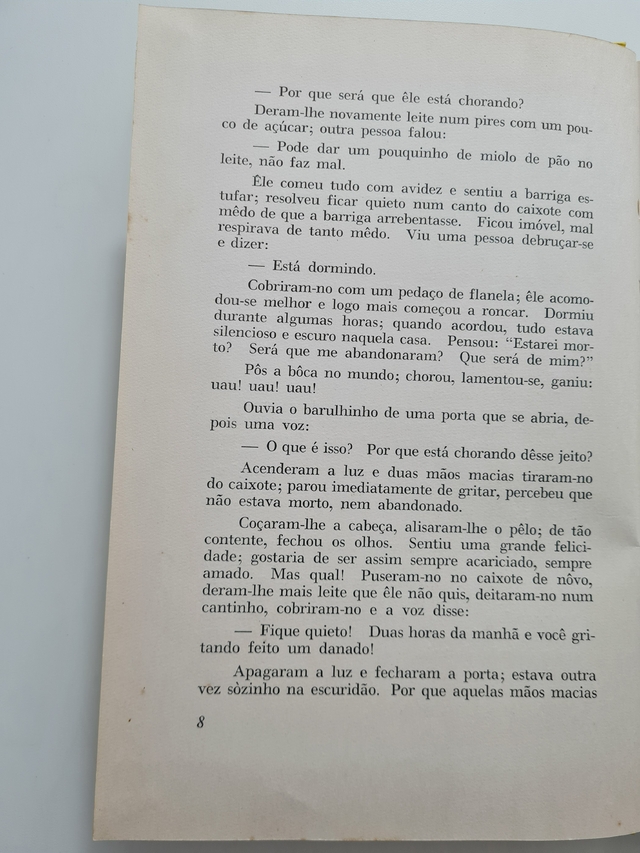 — Por que será que êle está chorando?
Deram-lhe novamente leite num pires com um pou-
co de açúcar; outra pessoa falou:
— Pode dar um pouquinho de miolo de pão no
leite, não faz mal.
Êle comeu tudo com avidez e sentiu a barriga es-
tufar; resolveu ficar quieto num canto do caixote com
mêdo de que a barriga arrebentasse. Ficou imóvel, mal
respirava de tanto mêdo. Viu uma pessoa debruçar-se
e dizer:
— Está dormindo.
Cobriram-no com um pedaço de flanela; êle acomo-
dou-se melhor e logo mais começou a roncar. Dormiu
durante algumas horas; quando acordou, tudo estava
silencioso e escuro naquela casa. Pensou: “Estarei mor-
to? Será que me abandonaram? Que será de mim?”
Pôs a bôca no mundo; chorou, lamentou-se, ganiu:
uau! uau! uau!
Ouvia o barulhinho de uma porta que se abria, de-
pois uma voz:
— O que é isso? Por que está chorando dêsse jeito?
Acenderam a luz e duas mãos macias tiraram-no
do caixote; parou imediatamente de gritar, percebeu que
não estava morto, nem abandonado.
Coçaram-lhe a cabeça, alisaram-lhe o pêlo; de tão
contente, fechou os olhos. Sentiu uma grande felici-
dade; gostaria de ser assim sempre acariciado, sempre
amado. Mas qual! Puseram-no no caixote de nôvo,
deram-lhe mais leite que êle não quis, deitaram-no num
cantinho, cobriram-no e a voz disse:
— Fique quieto! Duas horas da manhã e você gri-
tando feito um danado!
Apagaram a luz e fecharam a porta; estava outra
vez sòzinho na escuridão. Por que aquelas mãos macias
8